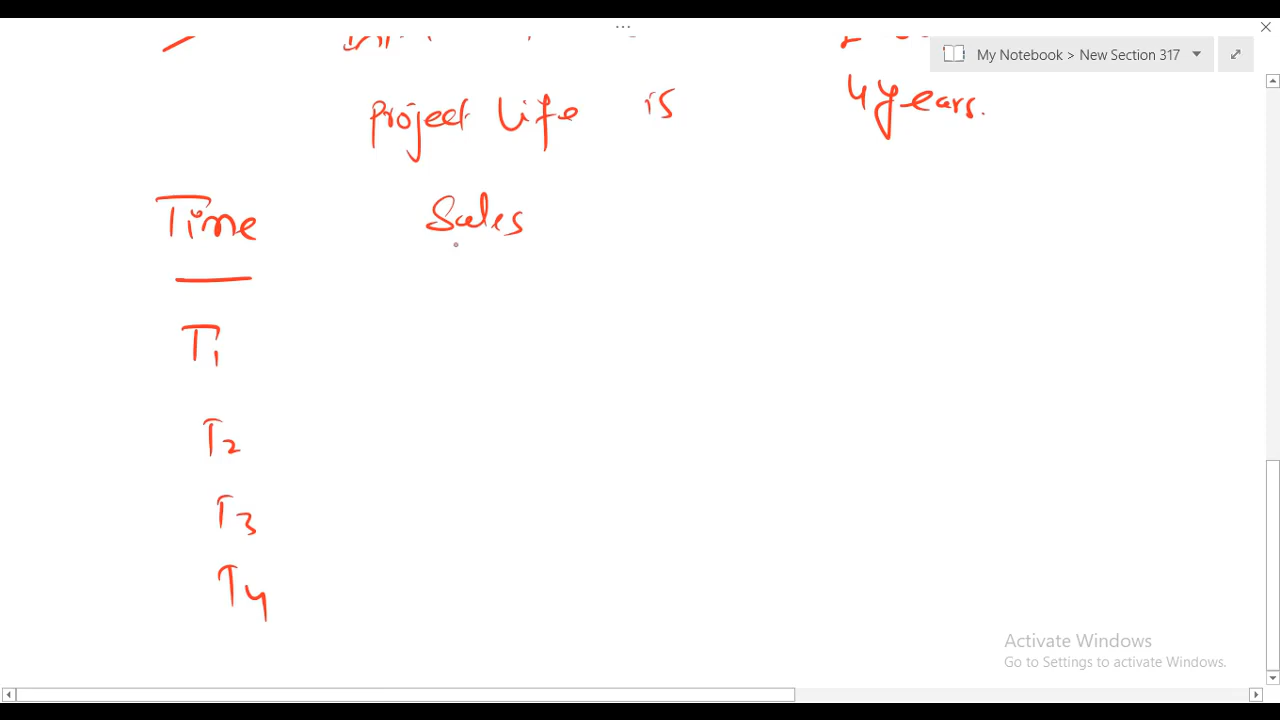 ...
My Notebook > New Section 317
Project Life is 4 years.
Time Sales
T1
T2
T3
T4
Activate Windows
Go to Settings to activate Windows.